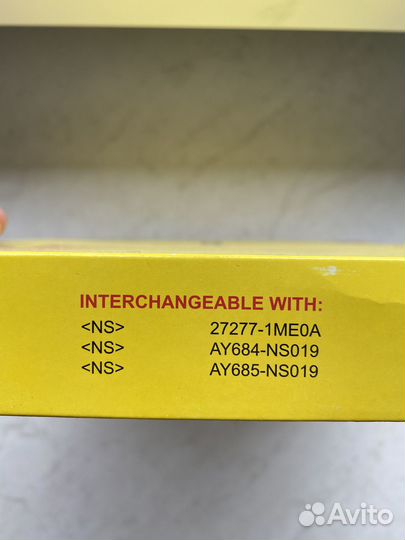 INTERCHANGEABLE WITH:
<NS> 27277-1ME0A
<NS> AY684-NS019
<NS> AY685-NS019
Avito